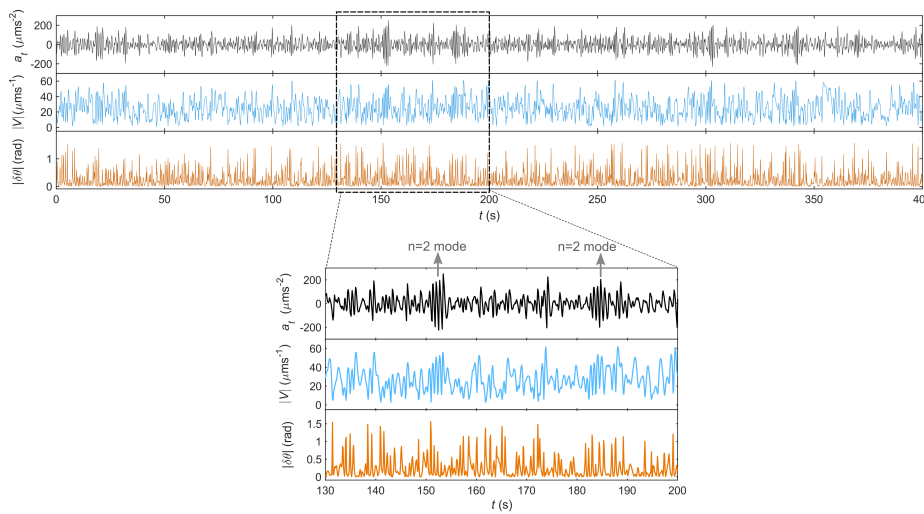 a_t (μms⁻²)
200
0
-200
|V| (μms⁻¹)
60
40
20
0
|δθ| (rad)
1
0
0 50 100 150 200 250 300 350 400
t (s)
n=2 mode n=2 mode
a_t (μms⁻²)
200
0
-200
|V| (μms⁻¹)
60
40
20
0
|δθ| (rad)
1.5
1
0.5
0
130 140 150 160 170 180 190 200
t (s)